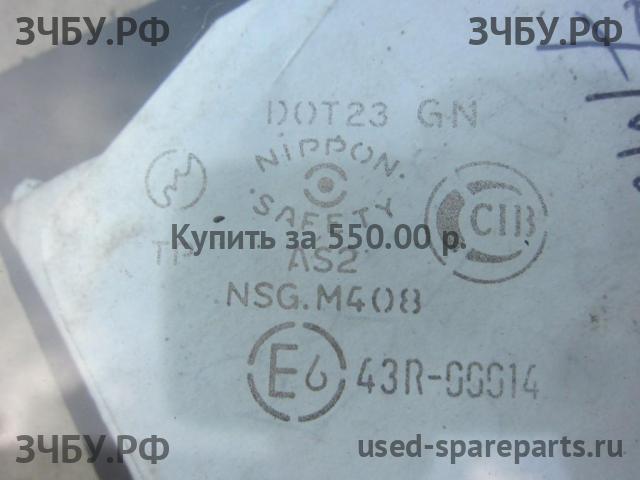 ЗЧБУ.РФ
ЗЧБУ.РФ
DOT23 GN
NIPPON.
SAFETY
CIB
Купить за 550.00 р.
AS2
NSG.M408
E6
43R-00014
ЗЧБУ.РФ
used-spareparts.ru